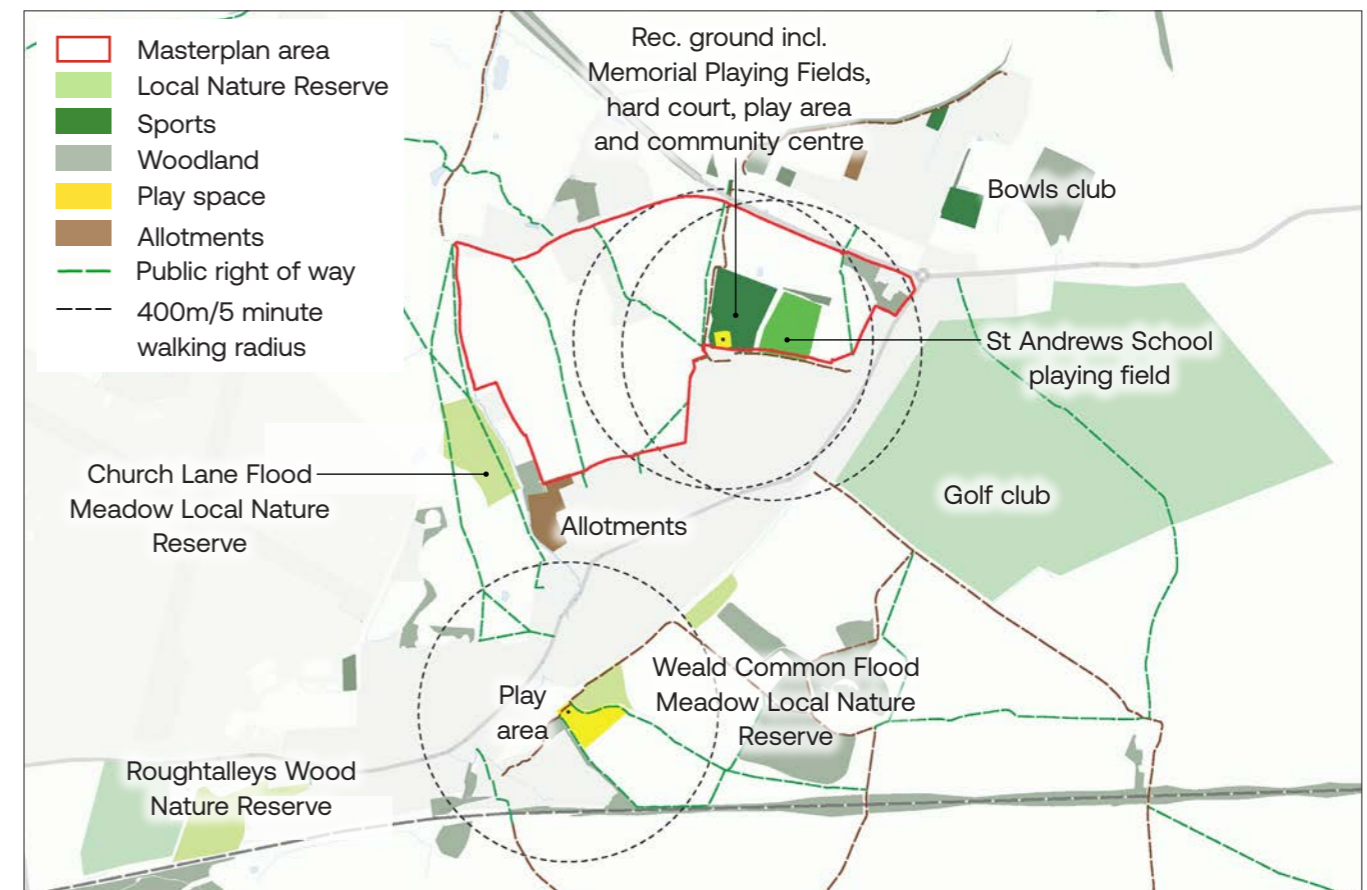 Masterplan area
Local Nature Reserve
Sports
Woodland
Play space
Allotments
Public right of way
400m/5 minute
walking radius
Rec. ground incl.
Memorial Playing Fields,
hard court, play area
and community centre
Bowls club
St Andrews School
playing field
Church Lane Flood
Meadow Local Nature
Reserve
Golf club
Allotments
Weald Common Flood
Meadow Local Nature
Reserve
Play
area
Roughtalleys Wood
Nature Reserve